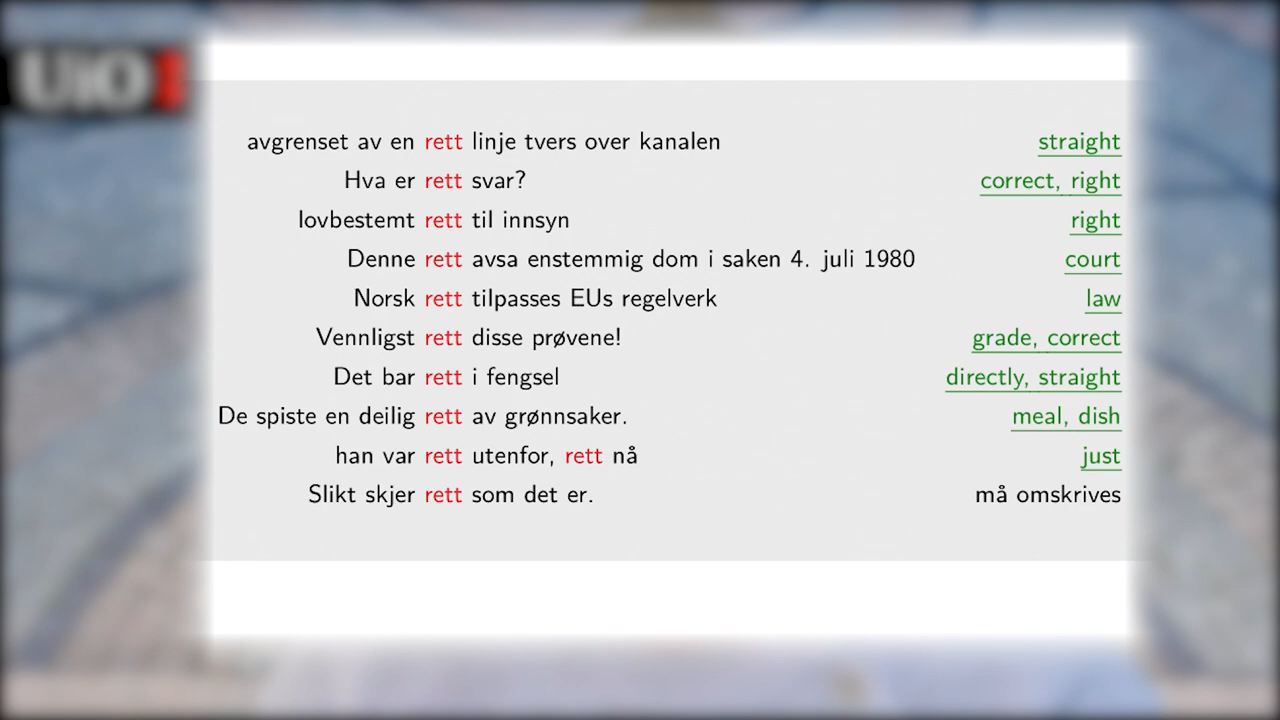 UiO
avgrenset av en rett linje tvers over kanalen straight
Hva er rett svar? correct, right
lovbestemt rett til innsyn right
Denne rett avsa enstemmig dom i saken 4. juli 1980 court
Norsk rett tilpasses EUs regelverk law
Vennligst rett disse prøvene! grade, correct
Det bar rett i fengsel directly, straight
De spiste en deilig rett av grønnsaker. meal, dish
han var rett utenfor, rett nå just
Slikt skjer rett som det er. må omskrives